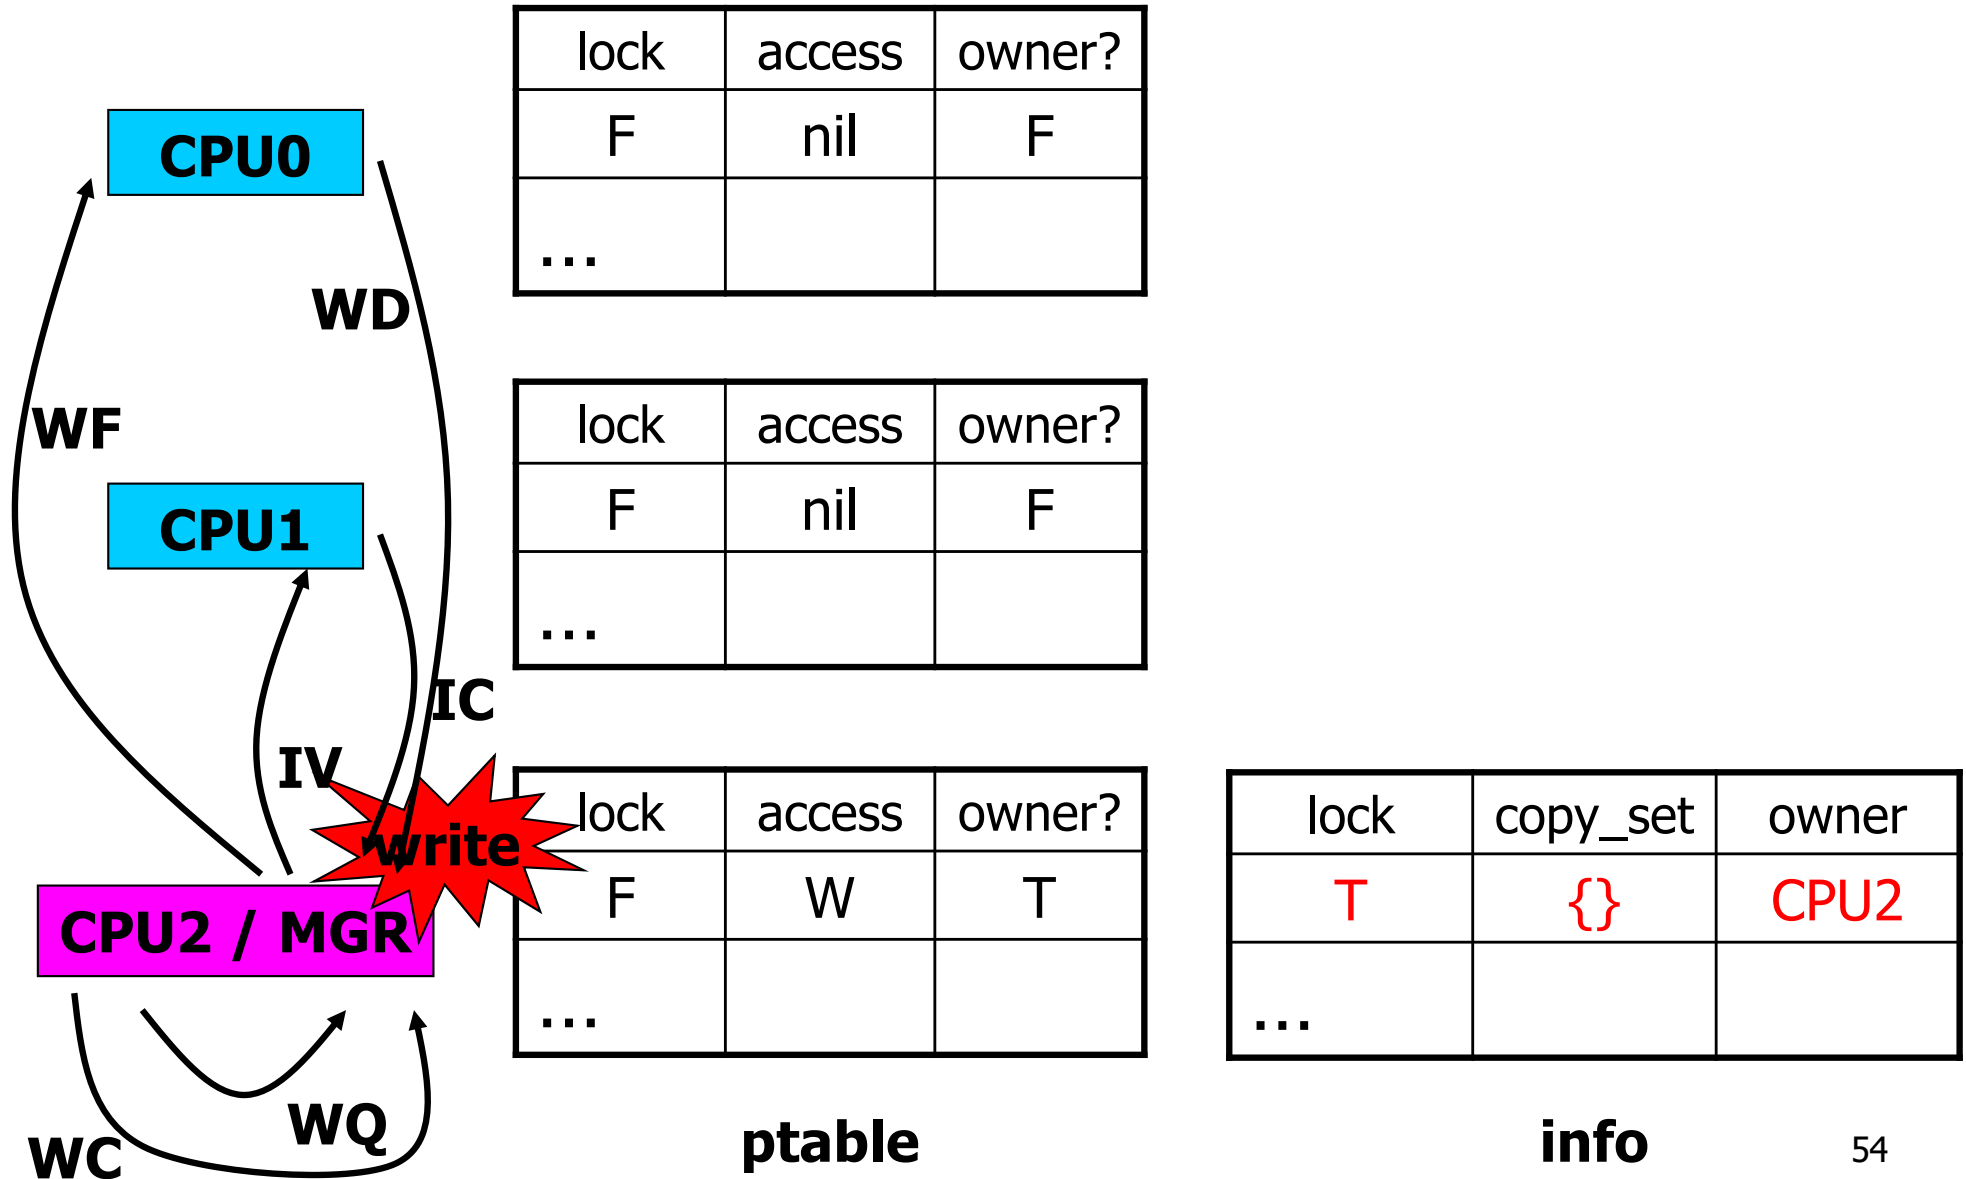 lock access owner?
F nil F
...
CPU0
WD
WF
lock access owner?
F nil F
...
CPU1
IC
IV
write
lock access owner?
F W T
...
CPU2 / MGR
WQ
WC
ptable
lock copy_set owner
T {} CPU2
...
info
54